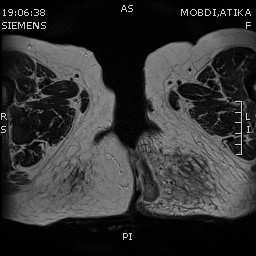 19:06:38 AS MOBDI,ATIKA
SIEMENS F
R L
S I
PI